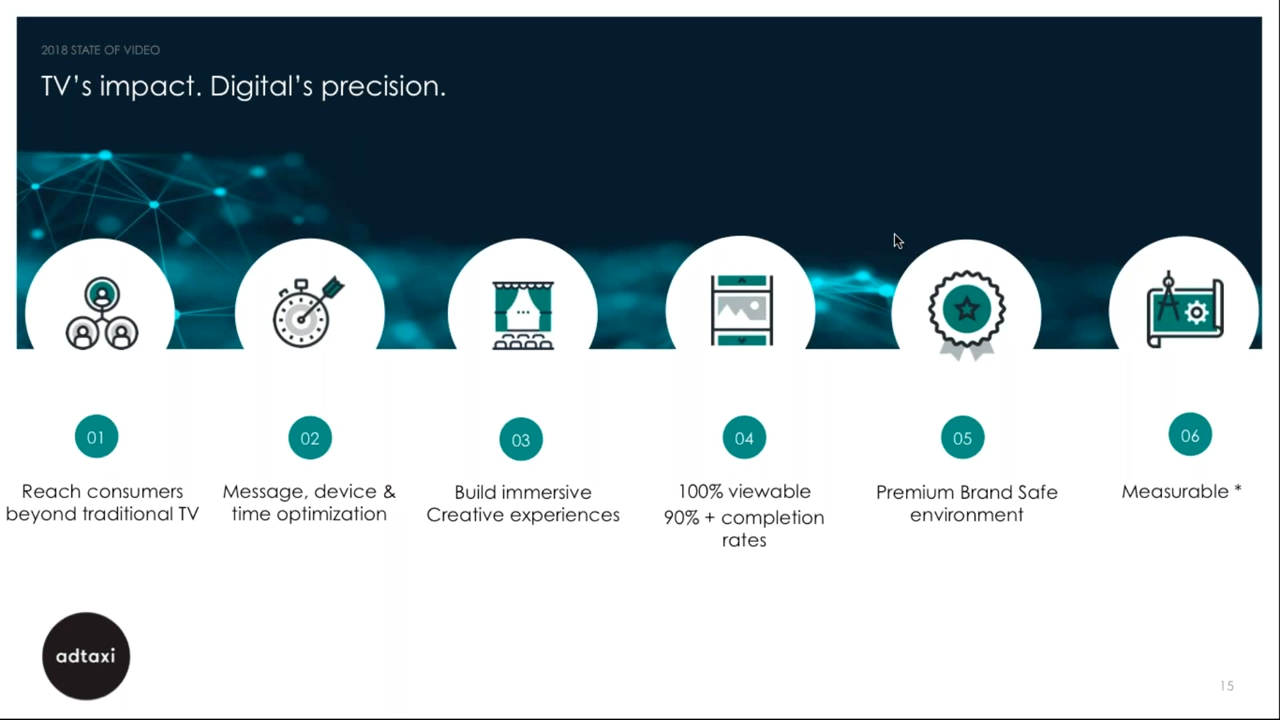 2018 STATE OF VIDEO
TV's impact. Digital's precision.
01
Reach consumers
beyond traditional TV
02
Message, device &
time optimization
03
Build immersive
Creative experiences
04
100% viewable
90% + completion
rates
05
Premium Brand Safe
environment
06
Measurable *
adtaxi
15